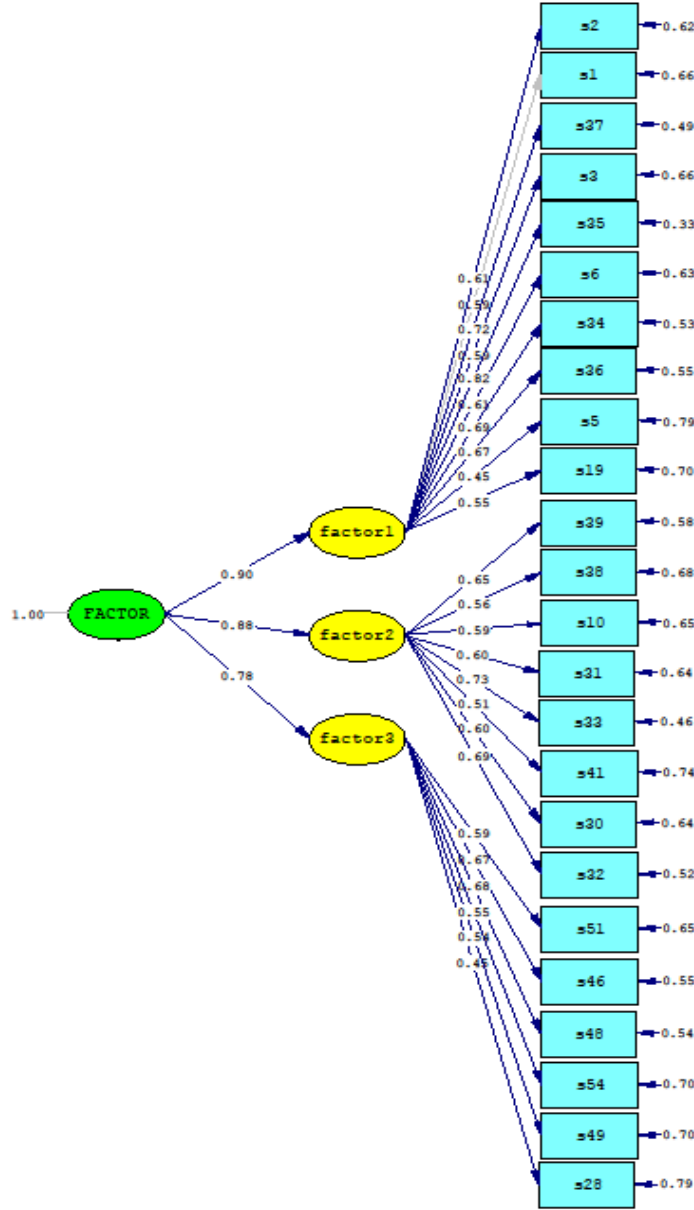 s2 0.62
s1 0.66
s37 0.49
s3 0.66
s35 0.33
s6 0.63
s34 0.53
s36 0.55
s5 0.79
s19 0.70
s39 0.58
s38 0.68
s10 0.65
s31 0.64
s33 0.46
s41 0.74
s30 0.64
s32 0.52
s51 0.65
s46 0.55
s48 0.54
s54 0.70
s49 0.70
s28 0.79
0.61
0.59
0.72
0.59
0.82
0.61
0.69
0.67
0.45
0.55
0.65
0.56
0.59
0.60
0.73
0.51
0.60
0.69
0.59
0.67
0.68
0.55
0.54
0.45
factor1
factor2
factor3
0.90
0.88
0.78
1.00
FACTOR